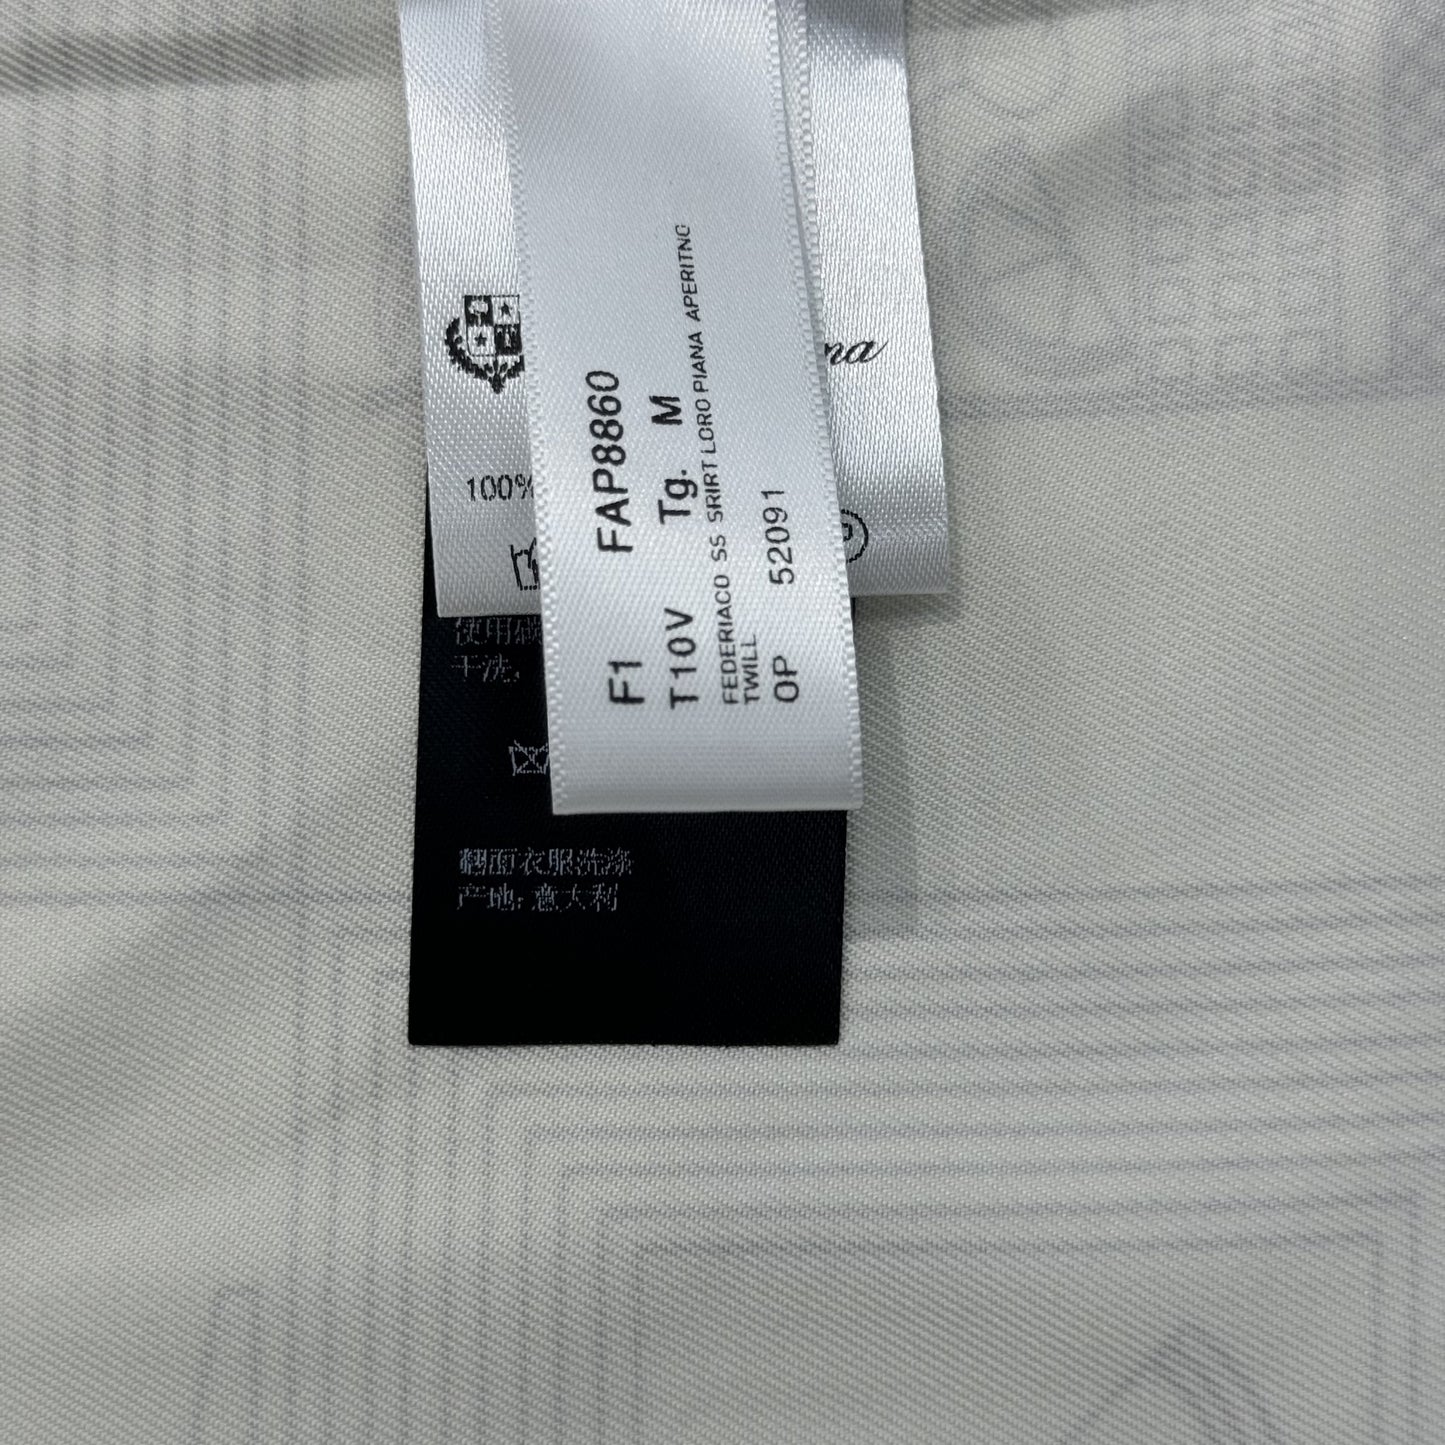 F1 FAP8860
T10V Tg. M
FEDERIACO SS SRIRT LORO PIANA APERITNO
TWILL
OP 52091
na
100%
使用
干洗,
翻面衣服洗涤
产地: 意大利